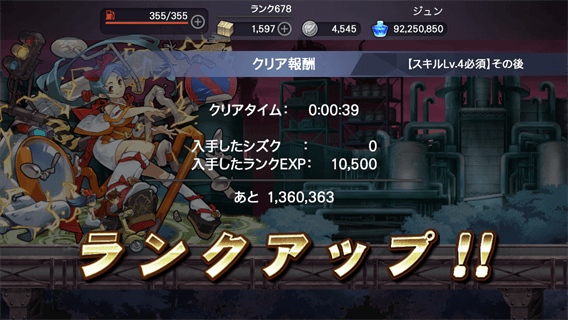 ランク678
355/355
1,597
4,545
ジュン
92,250,850
クリア報酬
【スキルLv.4必須】その後
クリアタイム： 0:00:39
入手したシズク ： 0
入手したランクEXP： 10,500
あと 1,360,363
ランクアップ!!